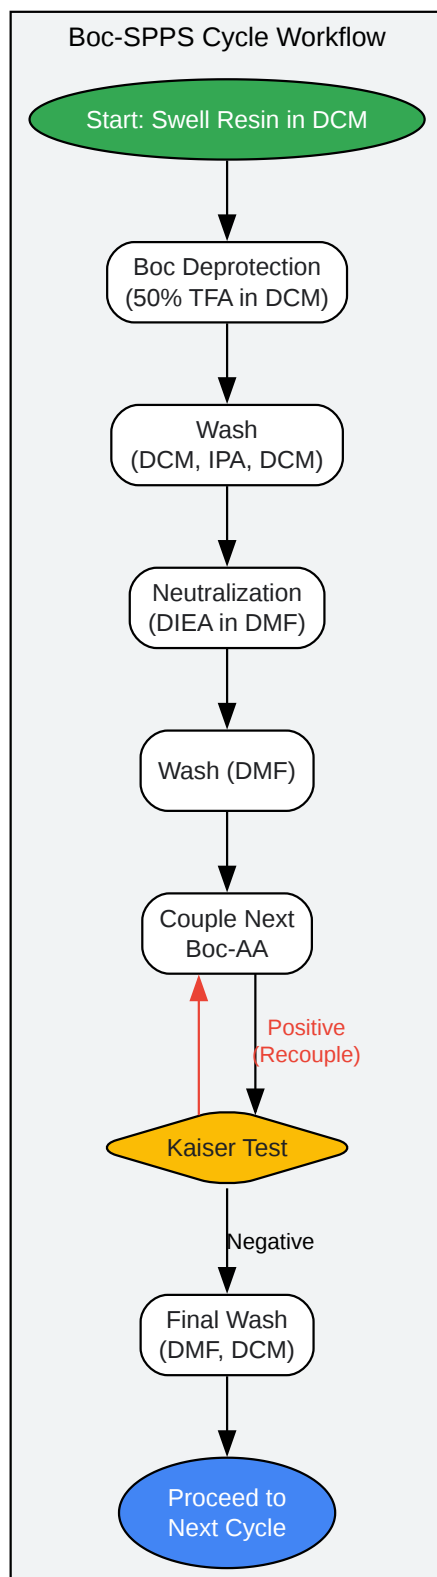 Boc-SPPS Cycle Workflow
Start: Swell Resin in DCM
Boc Deprotection
(50% TFA in DCM)
Wash
(DCM, IPA, DCM)
Neutralization
(DIEA in DMF)
Wash (DMF)
Couple Next
Boc-AA
Positive
(Recouple)
Kaiser Test
Negative
Final Wash
(DMF, DCM)
Proceed to
Next Cycle